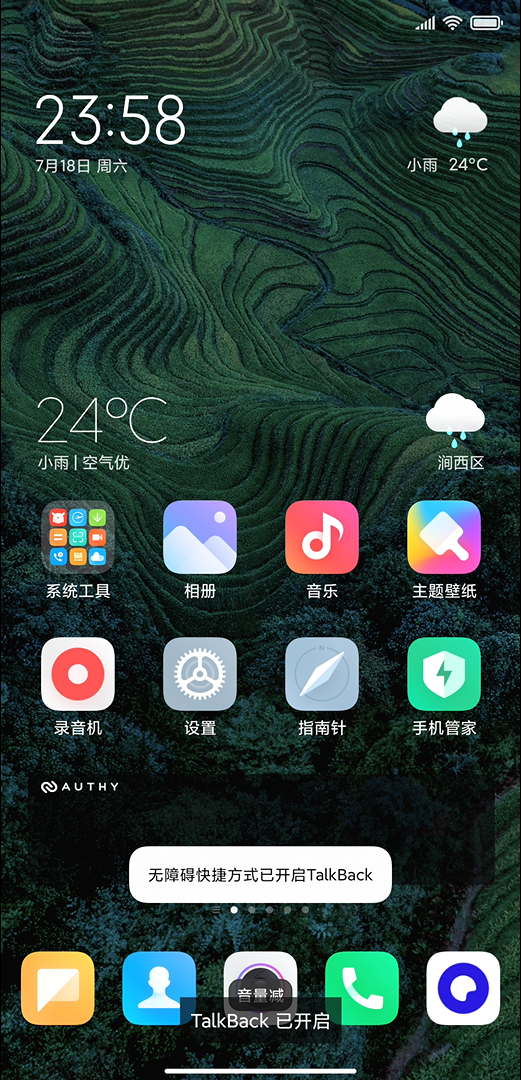 23:58
7月18日 周六
小雨 24°C
24°C
小雨 | 空气优
涧西区
系统工具
相册
音乐
主题壁纸
录音机
设置
N
指南针
手机管家
AUTHY
无障碍快捷方式已开启TalkBack
音量减
TalkBack 已开启